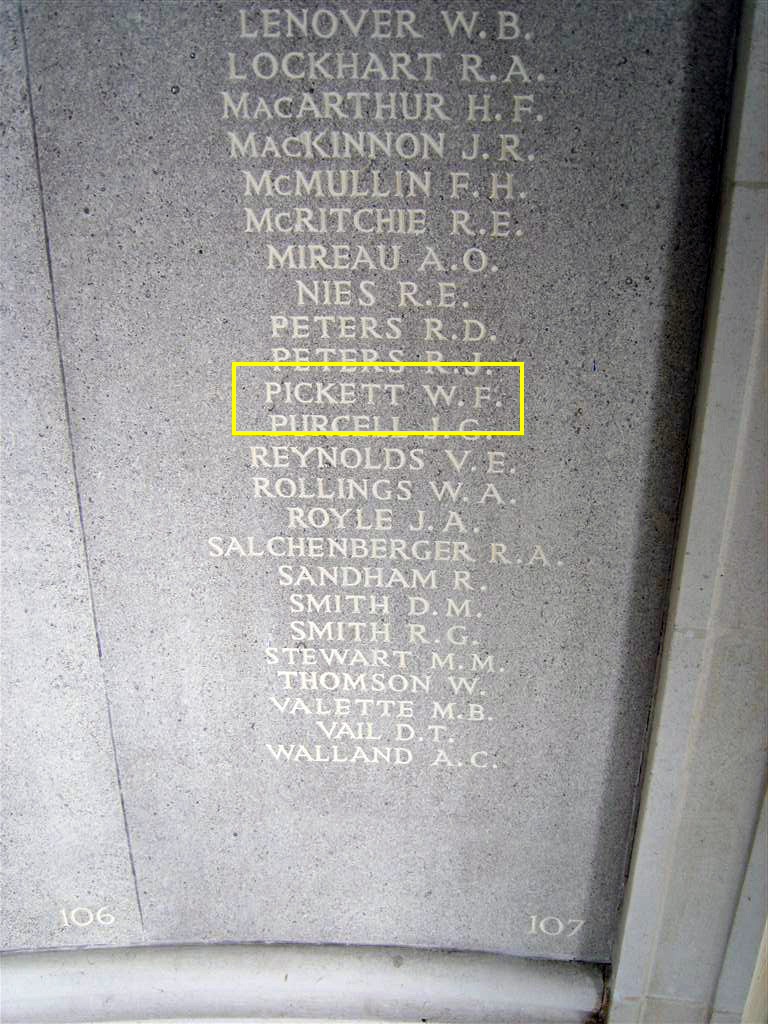 LENOVER W.B.
LOCKHART R.A.
MACARTHUR H.F.
MACKINNON J.R.
MCMULLIN F.H.
MCRITCHIE R.E.
MIREAU A.O.
NIES R.E.
PETERS R.D.
PETERS R.J.
PICKETT W.F.
PURCELL J.G.
REYNOLDS V.E.
ROLLINGS W.A.
ROYLE J.A.
SALCHENBERGER R.A.
SANDHAM R.
SMITH D.M.
SMITH R.G.
STEWART M.M.
THOMSON W.
VALETTE M.B.
VAIL D.T.
WALLAND A.C.
106
107